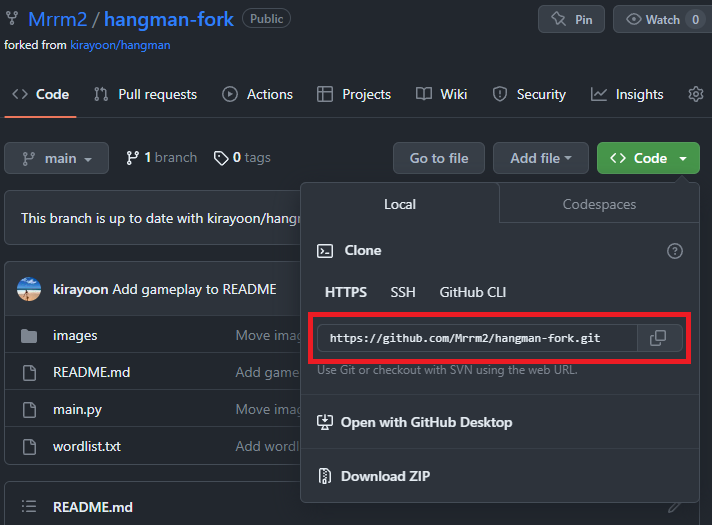 Mrrm2 / hangman-fork Public
Pin
Watch 0
forked from kirayoon/hangman
Code
Pull requests
Actions
Projects
Wiki
Security
Insights
main
1 branch
0 tags
Go to file
Add file
Code
This branch is up to date with kirayoon/hang
kirayoon Add gameplay to README
images
Move imag
README.md
Add game
main.py
Move imag
wordlist.txt
Add wordl
README.md
Local
Codespaces
Clone
HTTPS
SSH
GitHub CLI
https://github.com/Mrrm2/hangman-fork.git
Use Git or checkout with SVN using the web URL.
Open with GitHub Desktop
Download ZIP